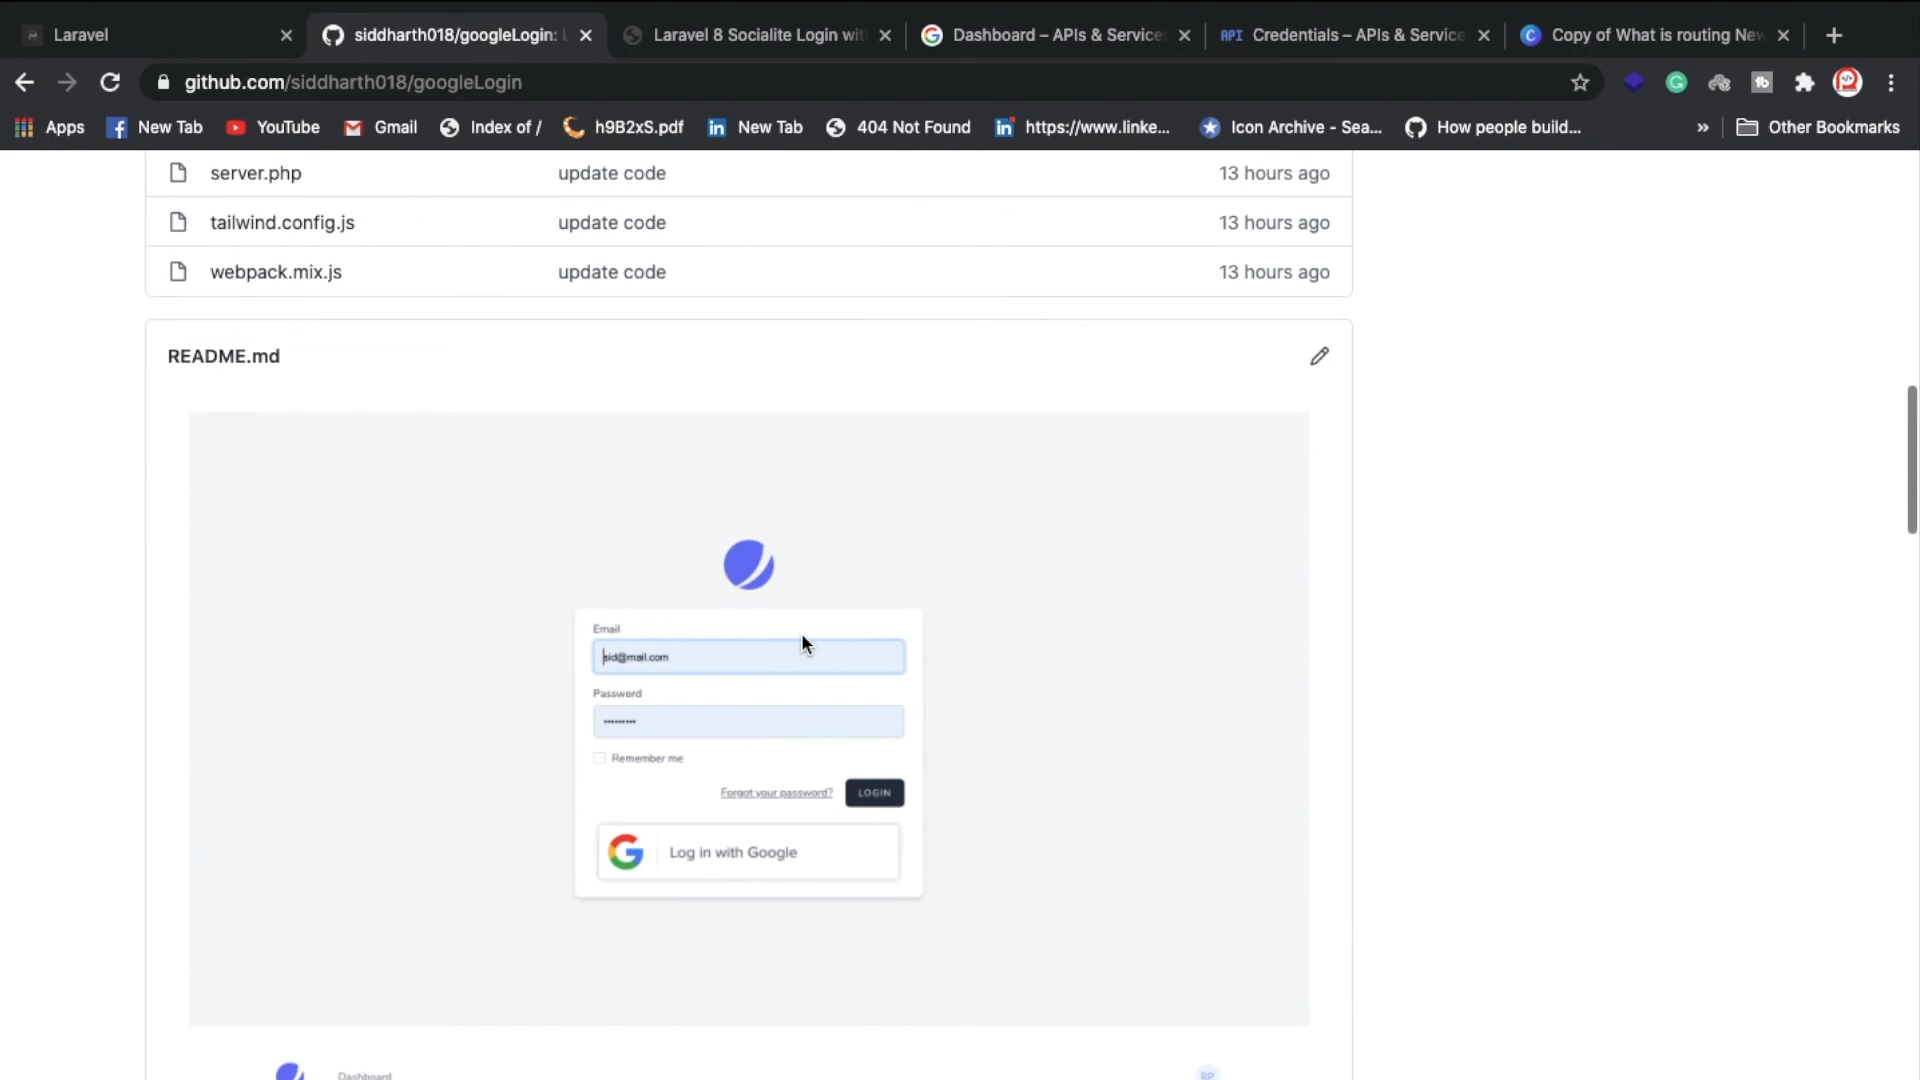 Laravel
siddharth018/googleLogin: L
Laravel 8 Socialite Login wit
Dashboard – APIs & Services
API Credentials – APIs & Service
C Copy of What is routing New
github.com/siddharth018/googleLogin
Apps
New Tab
YouTube
Gmail
Index of /
h9B2xS.pdf
New Tab
404 Not Found
https://www.linke...
Icon Archive - Sea...
How people build...
»
Other Bookmarks
server.php update code 13 hours ago
tailwind.config.js update code 13 hours ago
webpack.mix.js update code 13 hours ago
README.md
Email
sid@mail.com
Password
Remember me
Forgot your password? LOGIN
Log in with Google
Dashboard RP